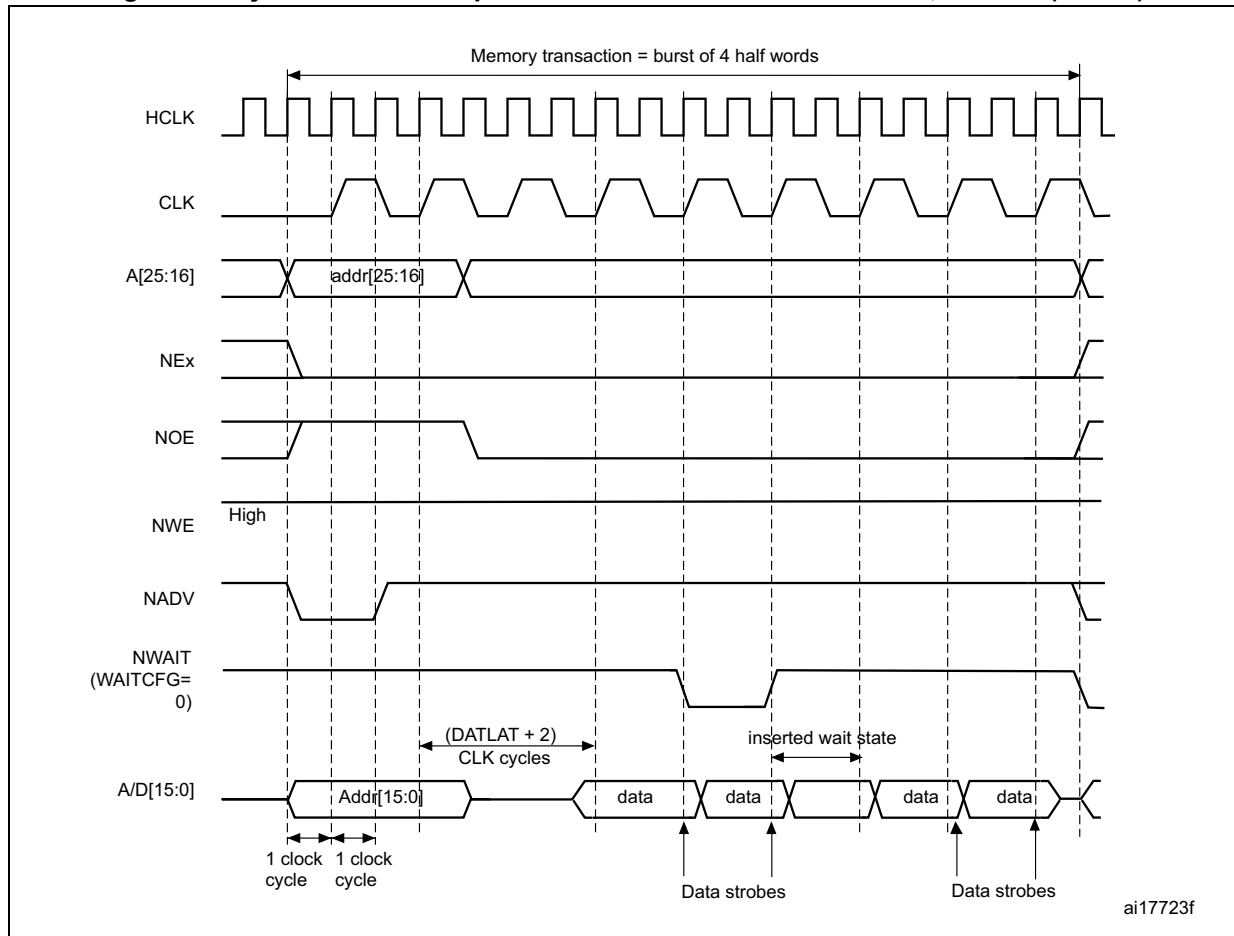 Memory transaction = burst of 4 half words
HCLK
CLK
A[25:16]
addr[25:16]
NEx
NOE
High
NWE
NADV
NWAIT
(WAITCFG=
0)
(DATLAT + 2)
CLK cycles
inserted wait state
A/D[15:0]
Addr[15:0]
data
data
data
data
1 clock
cycle
1 clock
cycle
Data strobes
Data strobes
ai17723f